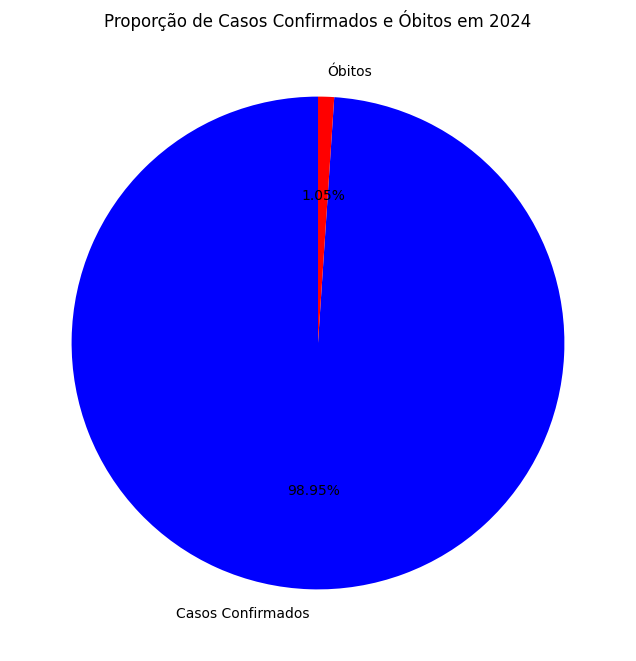 Proporção de Casos Confirmados e Óbitos em 2024
Óbitos
1.05%
98.95%
Casos Confirmados